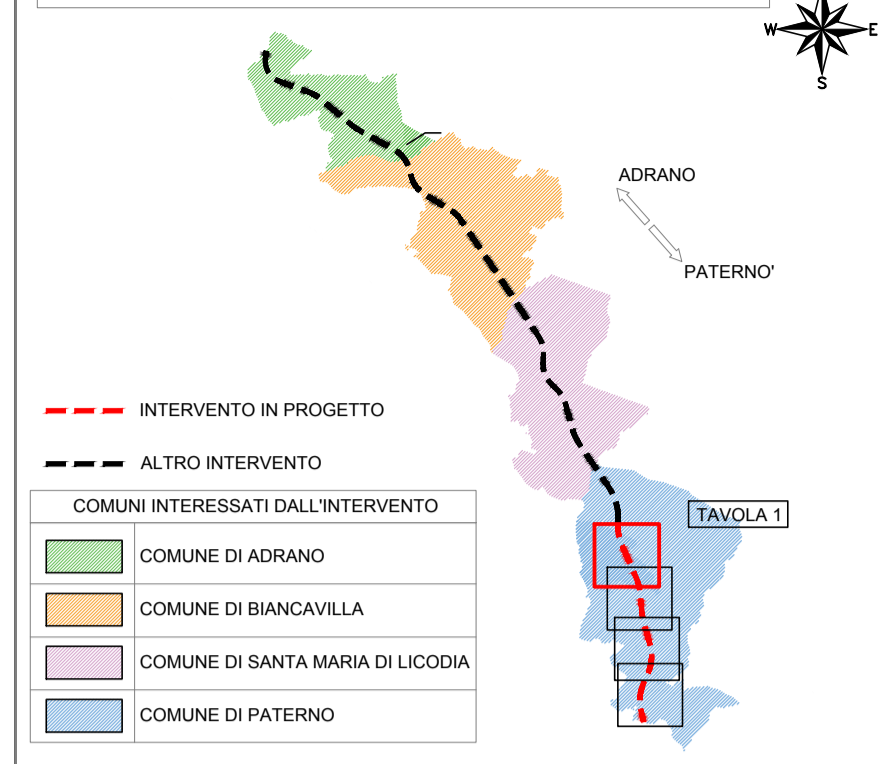 W
E
S
ADRANO
PATERNO'
INTERVENTO IN PROGETTO
ALTRO INTERVENTO
COMUNI INTERESSATI DALL'INTERVENTO
COMUNE DI ADRANO
COMUNE DI BIANCAVILLA
COMUNE DI SANTA MARIA DI LICODIA
COMUNE DI PATERNO
TAVOLA 1